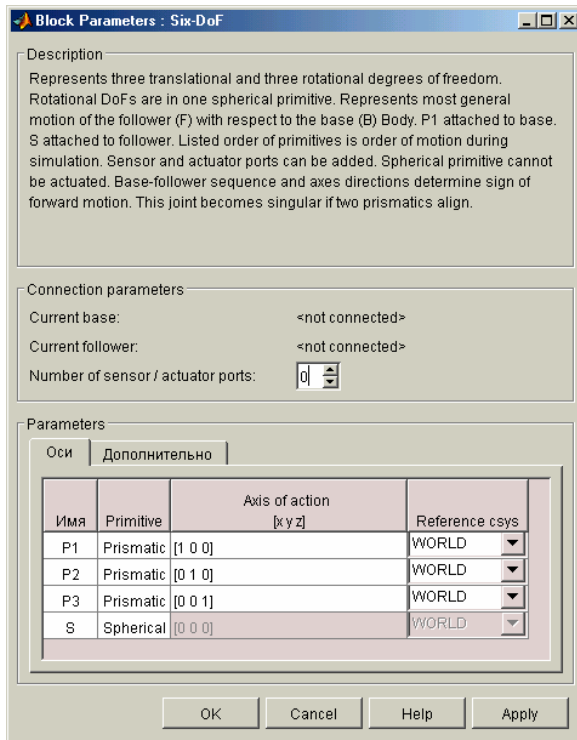 Block Parameters : Six-DoF
Description
Represents three translational and three rotational degrees of freedom.
Rotational DoFs are in one spherical primitive. Represents most general
motion of the follower (F) with respect to the base (B) Body. P1 attached to base.
S attached to follower. Listed order of primitives is order of motion during
simulation. Sensor and actuator ports can be added. Spherical primitive cannot
be actuated. Base-follower sequence and axes directions determine sign of
forward motion. This joint becomes singular if two prismatics align.
Connection parameters
Current base: <not connected>
Current follower: <not connected>
Number of sensor / actuator ports: 0
Parameters
Оси Дополнительно
Имя Primitive Axis of action [x y z] Reference csys
P1 Prismatic [1 0 0] WORLD
P2 Prismatic [0 1 0] WORLD
P3 Prismatic [0 0 1] WORLD
S Spherical [0 0 0] WORLD
OK Cancel Help Apply